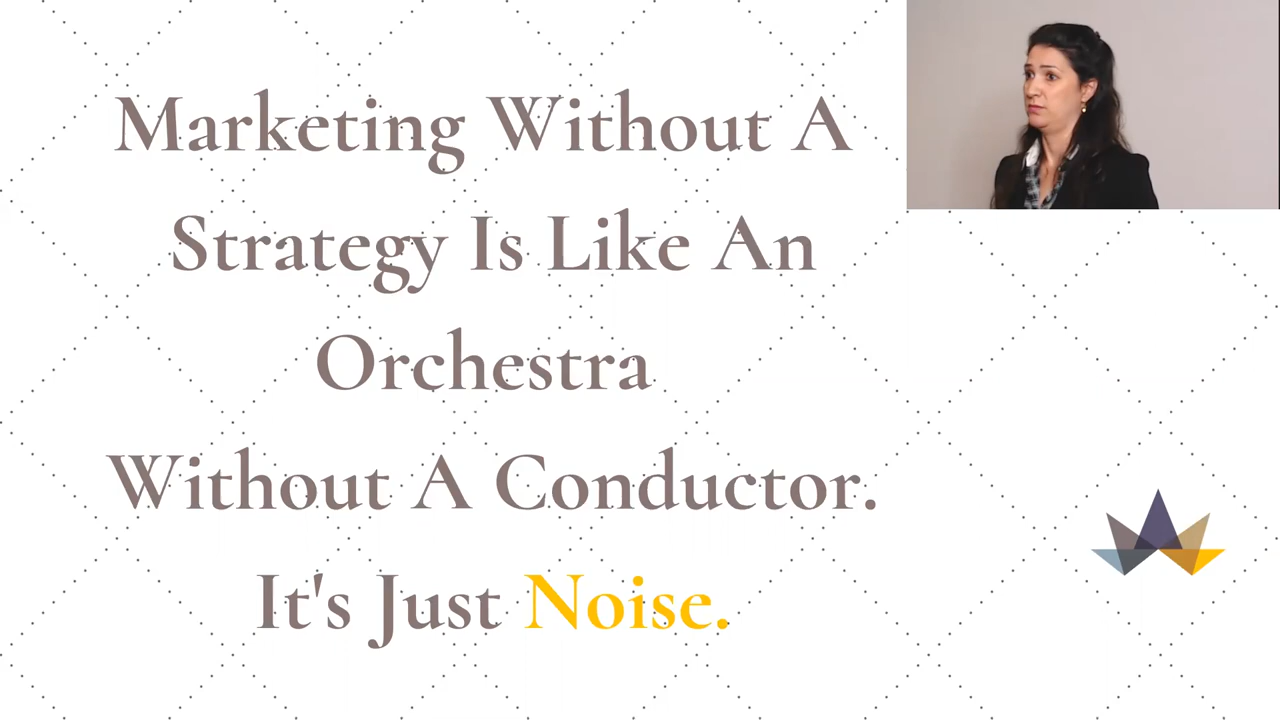 Marketing Without A
Strategy Is Like An
Orchestra
Without A Conductor.
It's Just Noise.